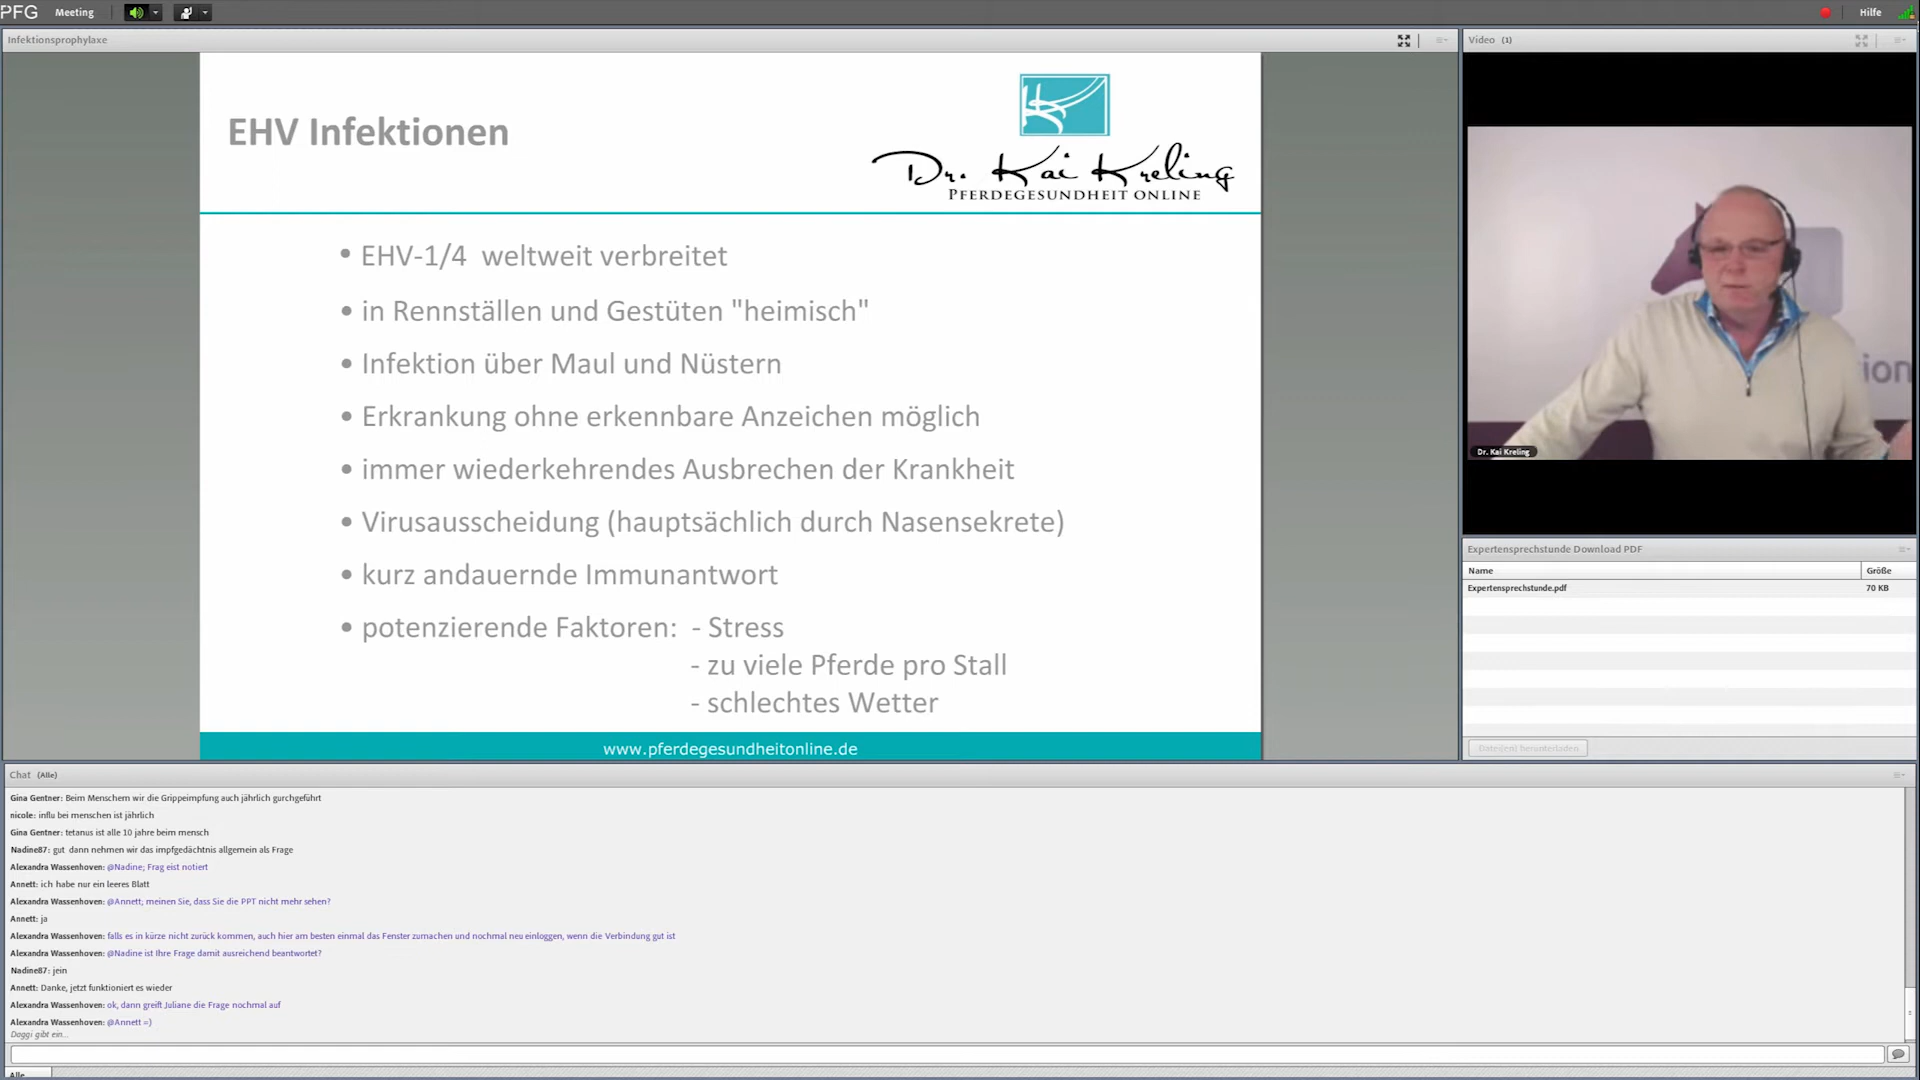 PFG Meeting Hilfe
Infektionsprophylaxe
EHV Infektionen
Dr. Kai Kreling
PFERDEGESUNDHEIT ONLINE
• EHV-1/4 weltweit verbreitet
• in Rennställen und Gestüten "heimisch"
• Infektion über Maul und Nüstern
• Erkrankung ohne erkennbare Anzeichen möglich
• immer wiederkehrendes Ausbrechen der Krankheit
• Virusausscheidung (hauptsächlich durch Nasensekrete)
• kurz andauernde Immunantwort
• potenzierende Faktoren: - Stress
- zu viele Pferde pro Stall
- schlechtes Wetter
www.pferdegesundheitonline.de
Video (1)
ion
Dr. Kai Kreling
Expertensprechstunde Download PDF
Name Größe
Expertensprechstunde.pdf 70 KB
Datei(en) herunterladen
Chat (Alle)
Gina Gentner: Beim Menschem wir die Grippeimpfung auch jährlich gurchgeführt
nicole: influ bei menschen ist jährlich
Gina Gentner: tetanus ist alle 10 jahre beim mensch
Nadine87: gut dann nehmen wir das impfgedächtnis allgemein als Frage
Alexandra Wassenhoven: @Nadine; Frag eist notiert
Annett: ich habe nur ein leeres Blatt
Alexandra Wassenhoven: @Annett; meinen Sie, dass Sie die PPT nicht mehr sehen?
Annett: ja
Alexandra Wassenhoven: falls es in kürze nicht zurück kommen, auch hier am besten einmal das Fenster zumachen und nochmal neu einloggen, wenn die Verbindung gut ist
Alexandra Wassenhoven: @Nadine ist Ihre Frage damit ausreichend beantwortet?
Nadine87: jein
Annett: Danke, jetzt funktioniert es wieder
Alexandra Wassenhoven: ok, dann greift Juliane die Frage nochmal auf
Alexandra Wassenhoven: @Annett =)
Daggi gibt ein...
Alle